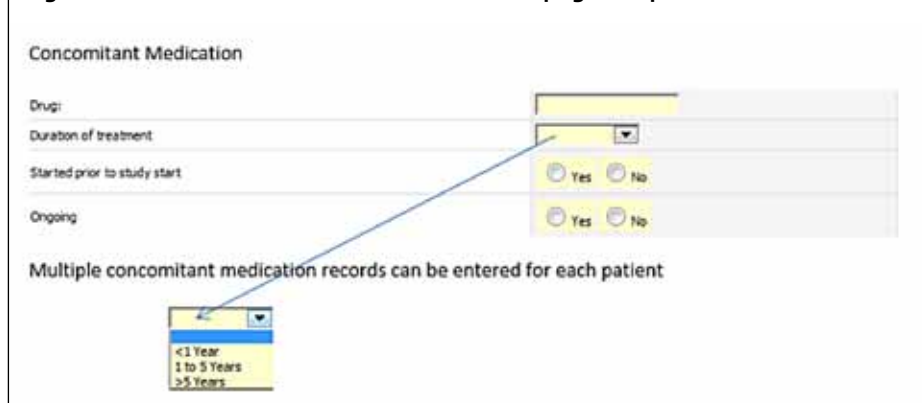 Concomitant Medication
Drug:
Duration of treatment
Started prior to study start
Yes No
Ongoing
Yes No
Multiple concomitant medication records can be entered for each patient
<1 Year
1 to 5 Years
>5 Years